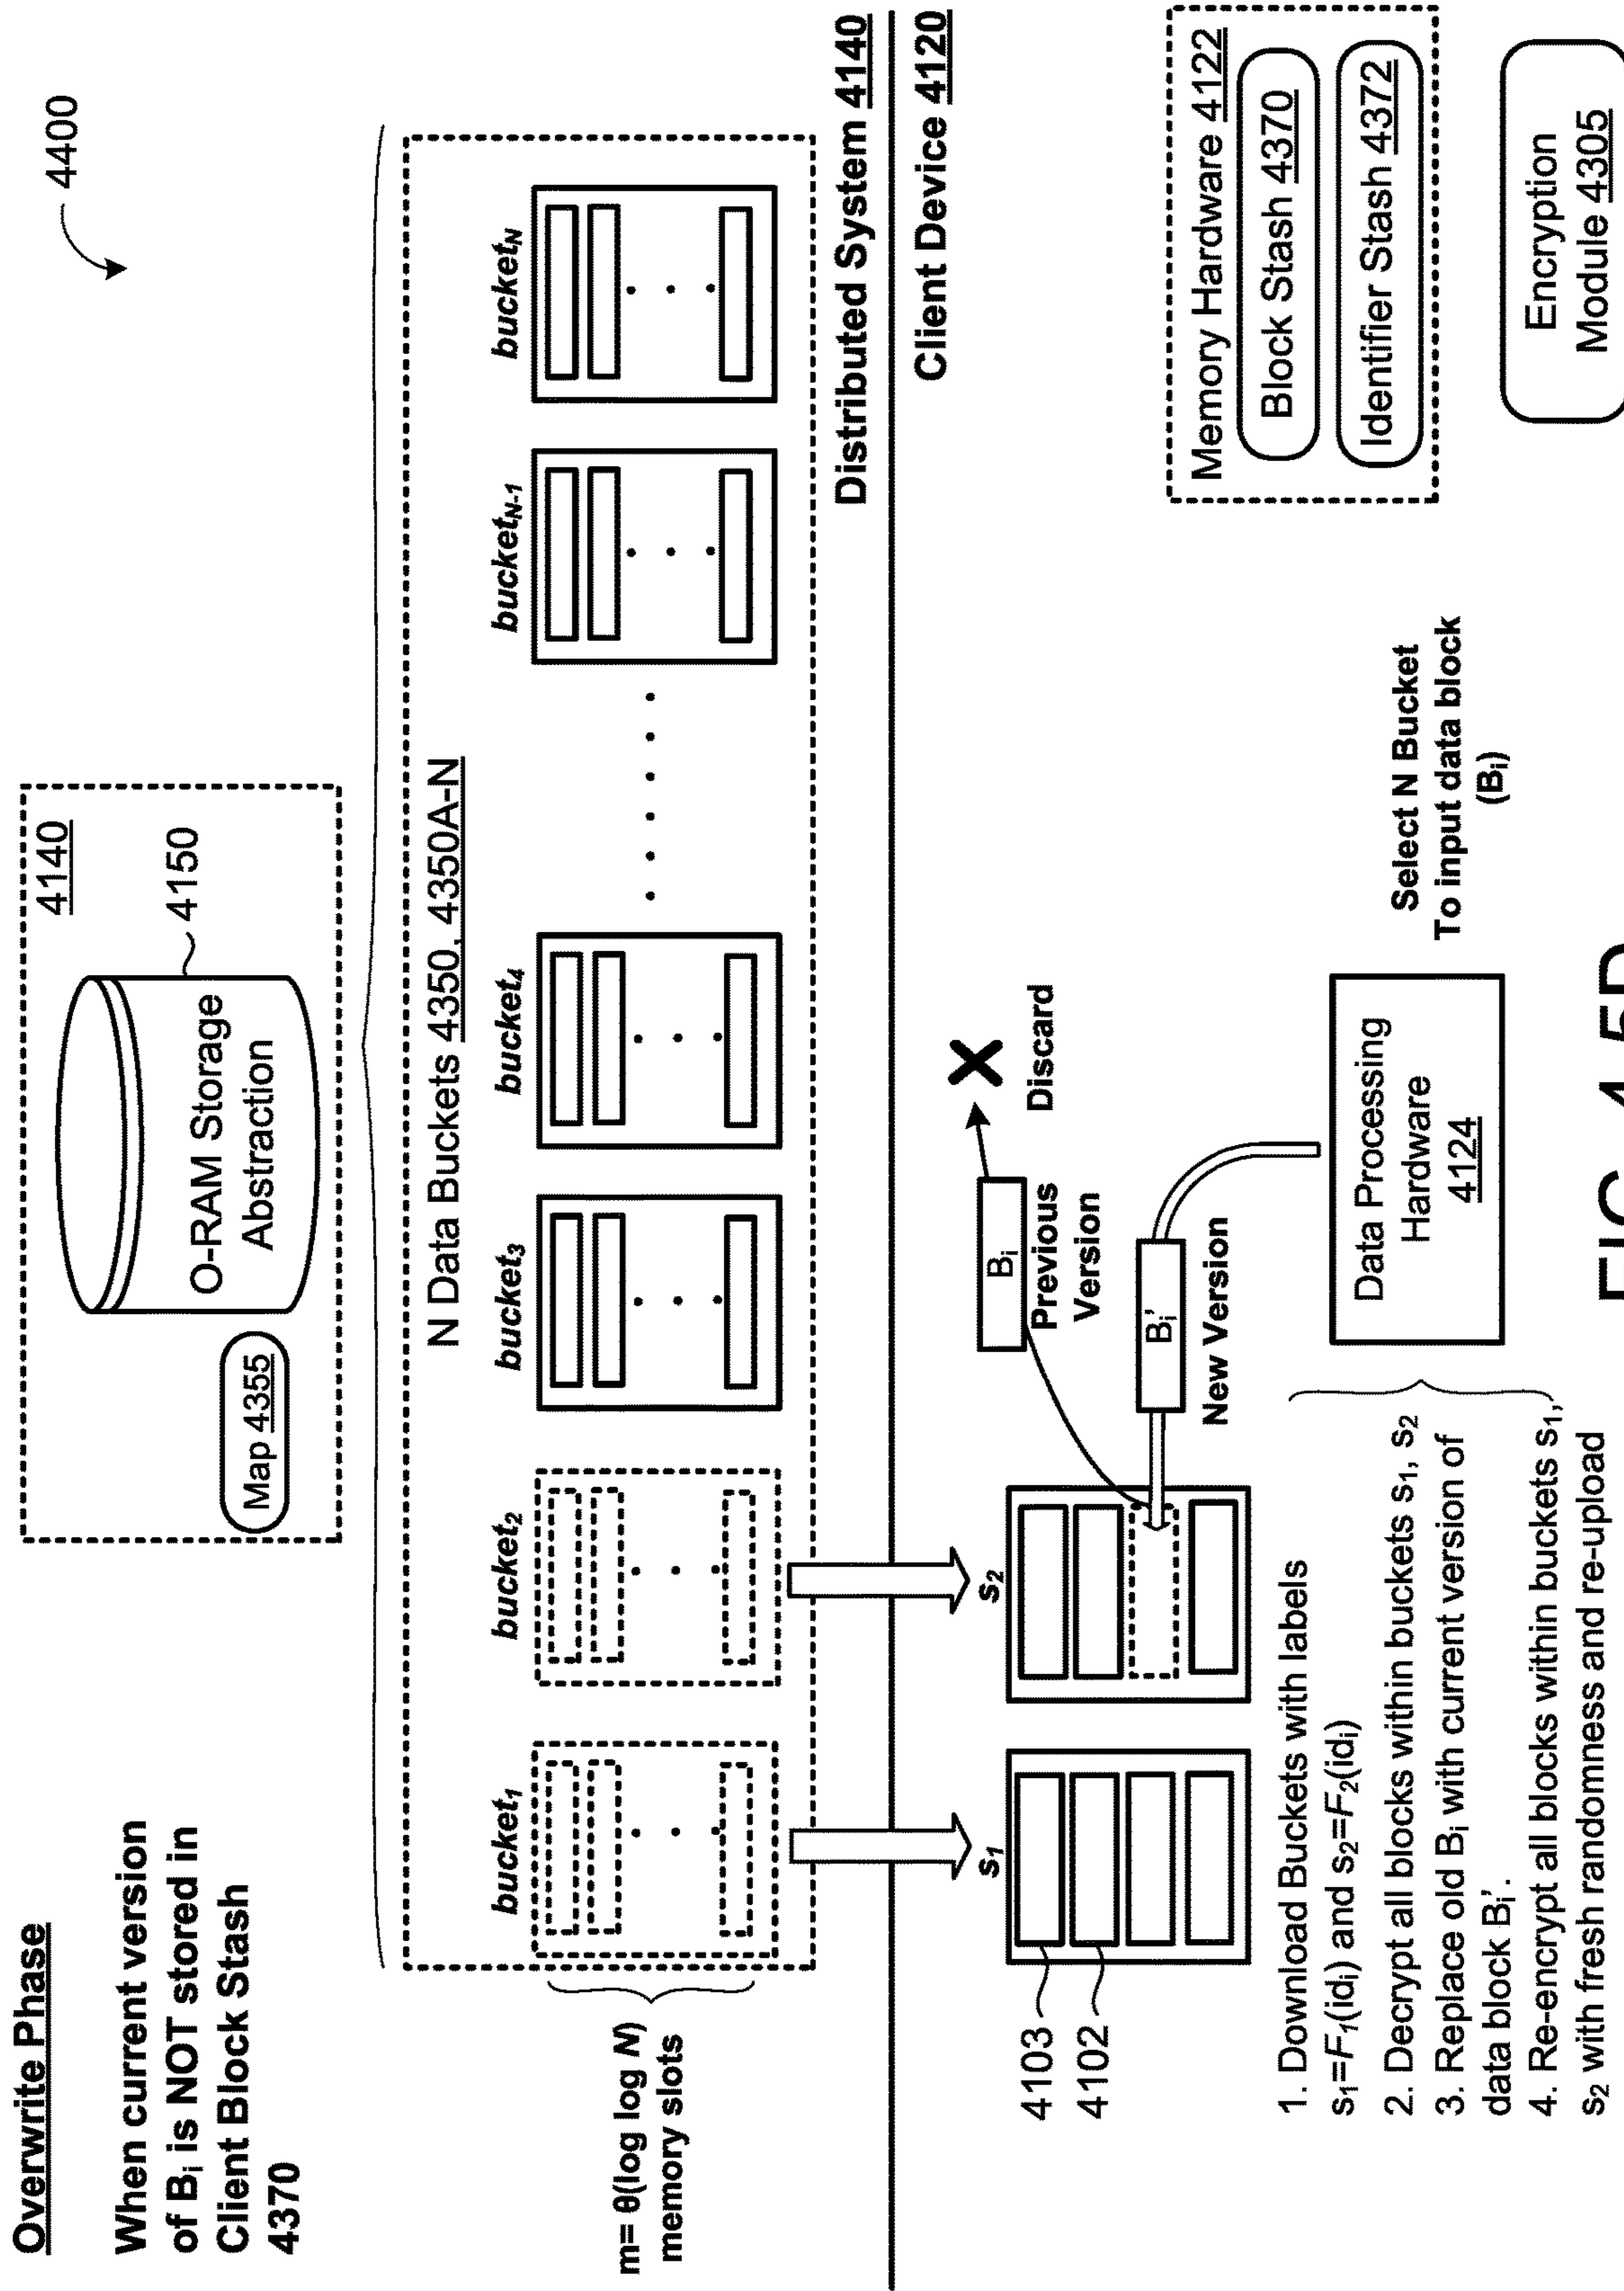 Overwrite Phase
When current version
of Bi is NOT stored in
Client Block Stash
4370
4400
4140
4150
O-RAM Storage
Abstraction
Map 4355
N Data Buckets 4350, 4350A-N
bucket1
bucket2
bucket3
bucket4
bucketN-1
bucketN
m= θ(log log N)
memory slots
Distributed System 4140
Client Device 4120
s1
s2
4103
4102
Bi
Previous
Version
Discard
Bi'
New Version
Data Processing
Hardware
4124
Select N Bucket
To input data block
(Bi)
Memory Hardware 4122
Block Stash 4370
Identifier Stash 4372
Encryption
Module 4305
1. Download Buckets with labels
s1=F1(idi) and s2=F2(idi)
2. Decrypt all blocks within buckets s1, s2
3. Replace old Bi with current version of
data block Bi'.
4. Re-encrypt all blocks within buckets s1,
s2 with fresh randomness and re-upload